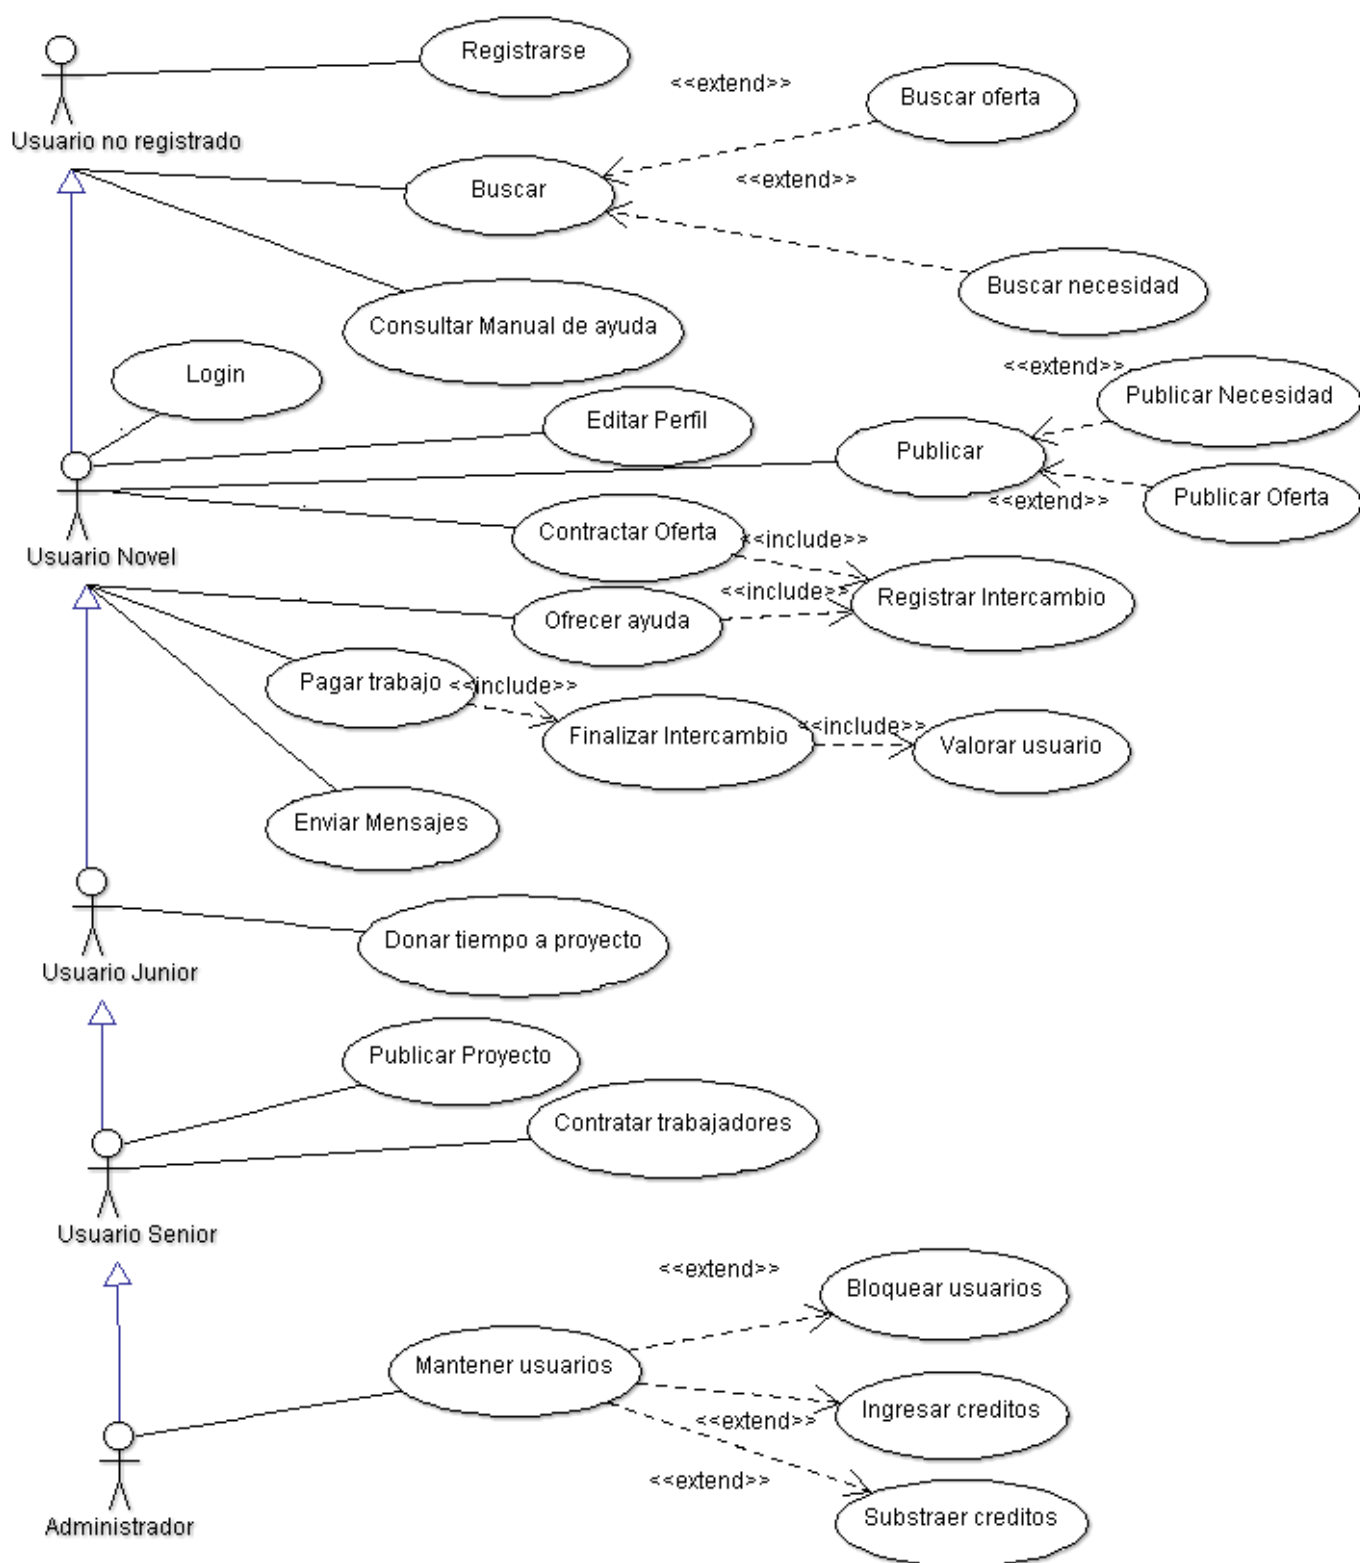 Registrarse
<<extend>>
Buscar oferta
Usuario no registrado
<<extend>>
Buscar
Buscar necesidad
Consultar Manual de ayuda
Login
<<extend>>
Publicar Necesidad
Editar Perfil
Publicar
<<extend>>
Publicar Oferta
Usuario Novel
Contractar Oferta
<<include>>
<<include>>
Registrar Intercambio
Ofrecer ayuda
Pagar trabajo
<<include>>
Finalizar Intercambio
<<include>>
Valorar usuario
Enviar Mensajes
Donar tiempo a proyecto
Usuario Junior
Publicar Proyecto
Contratar trabajadores
Usuario Senior
<<extend>>
Bloquear usuarios
Mantener usuarios
Ingresar creditos
<<extend>>
<<extend>>
Substraer creditos
Administrador